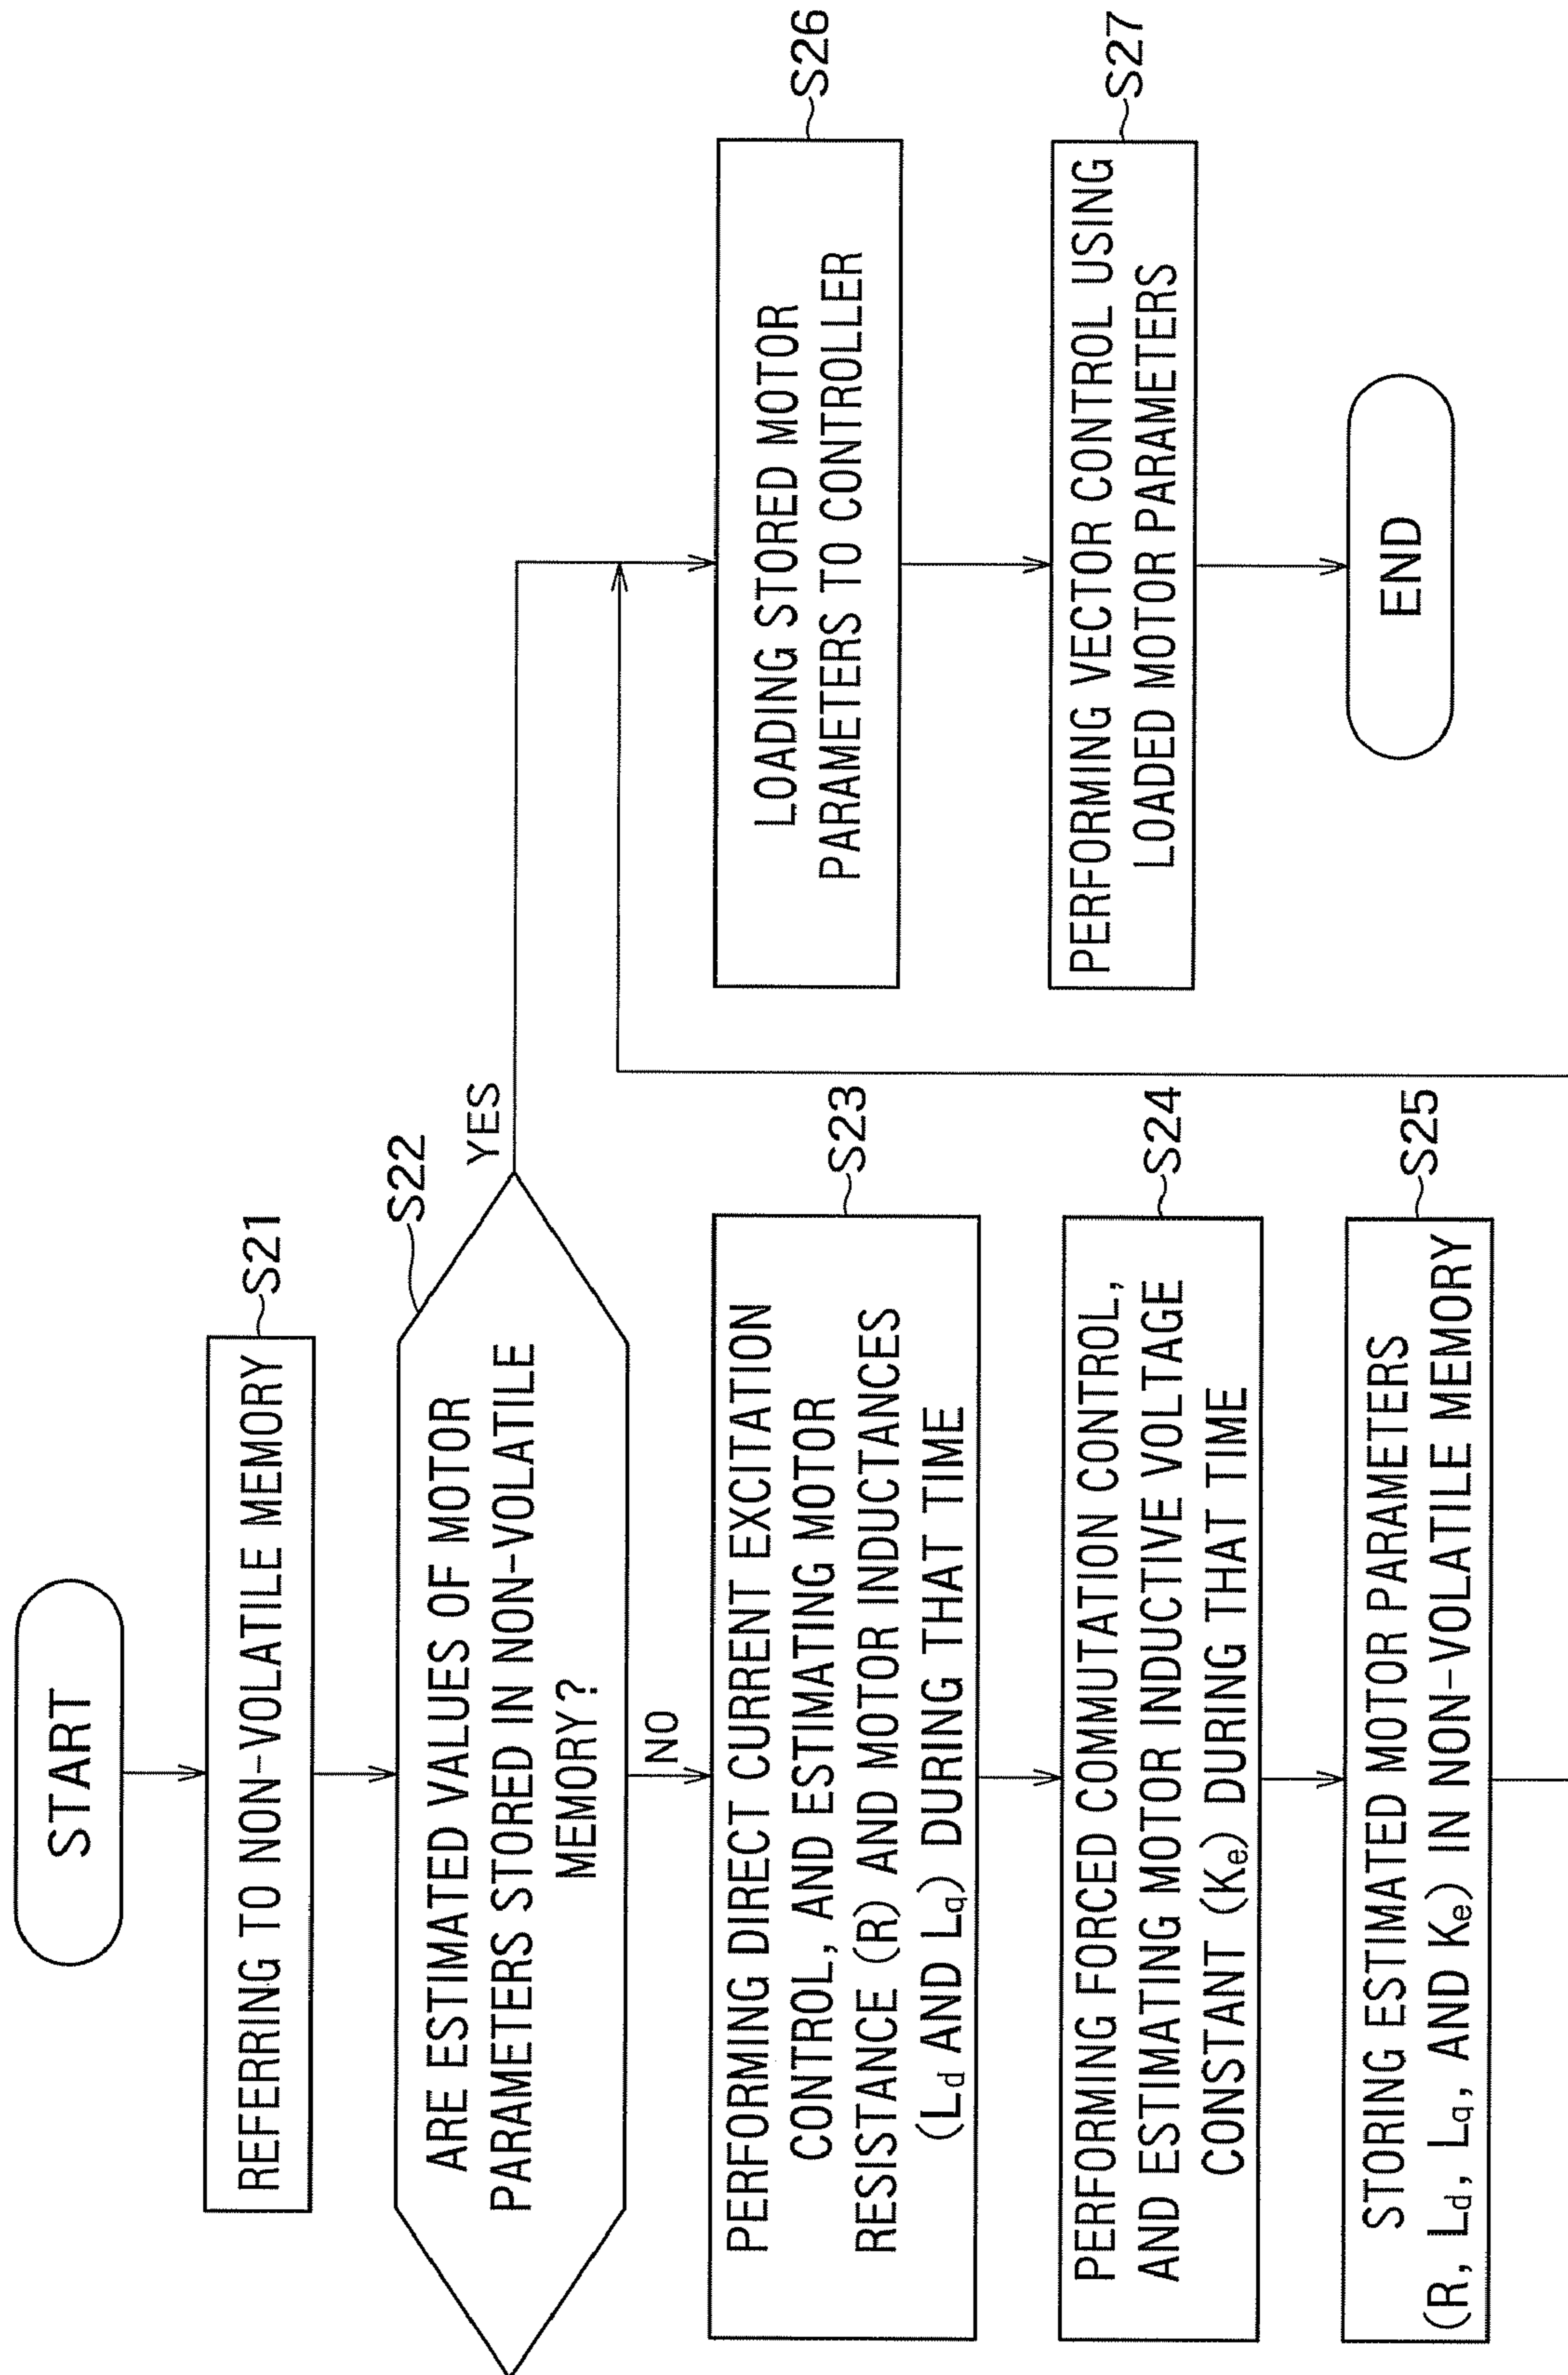 START
REFERRING TO NON-VOLATILE MEMORY
S21
S22
ARE ESTIMATED VALUES OF MOTOR
PARAMETERS STORED IN NON-VOLATILE
MEMORY?
YES
NO
PERFORMING DIRECT CURRENT EXCITATION
CONTROL, AND ESTIMATING MOTOR
RESISTANCE (R) AND MOTOR INDUCTANCES
(Ld AND Lq) DURING THAT TIME
S23
PERFORMING FORCED COMMUTATION CONTROL,
AND ESTIMATING MOTOR INDUCTIVE VOLTAGE
CONSTANT (Ke) DURING THAT TIME
S24
STORING ESTIMATED MOTOR PARAMETERS
(R, Ld, Lq, AND Ke) IN NON-VOLATILE MEMORY
S25
LOADING STORED MOTOR
PARAMETERS TO CONTROLLER
S26
PERFORMING VECTOR CONTROL USING
LOADED MOTOR PARAMETERS
S27
END